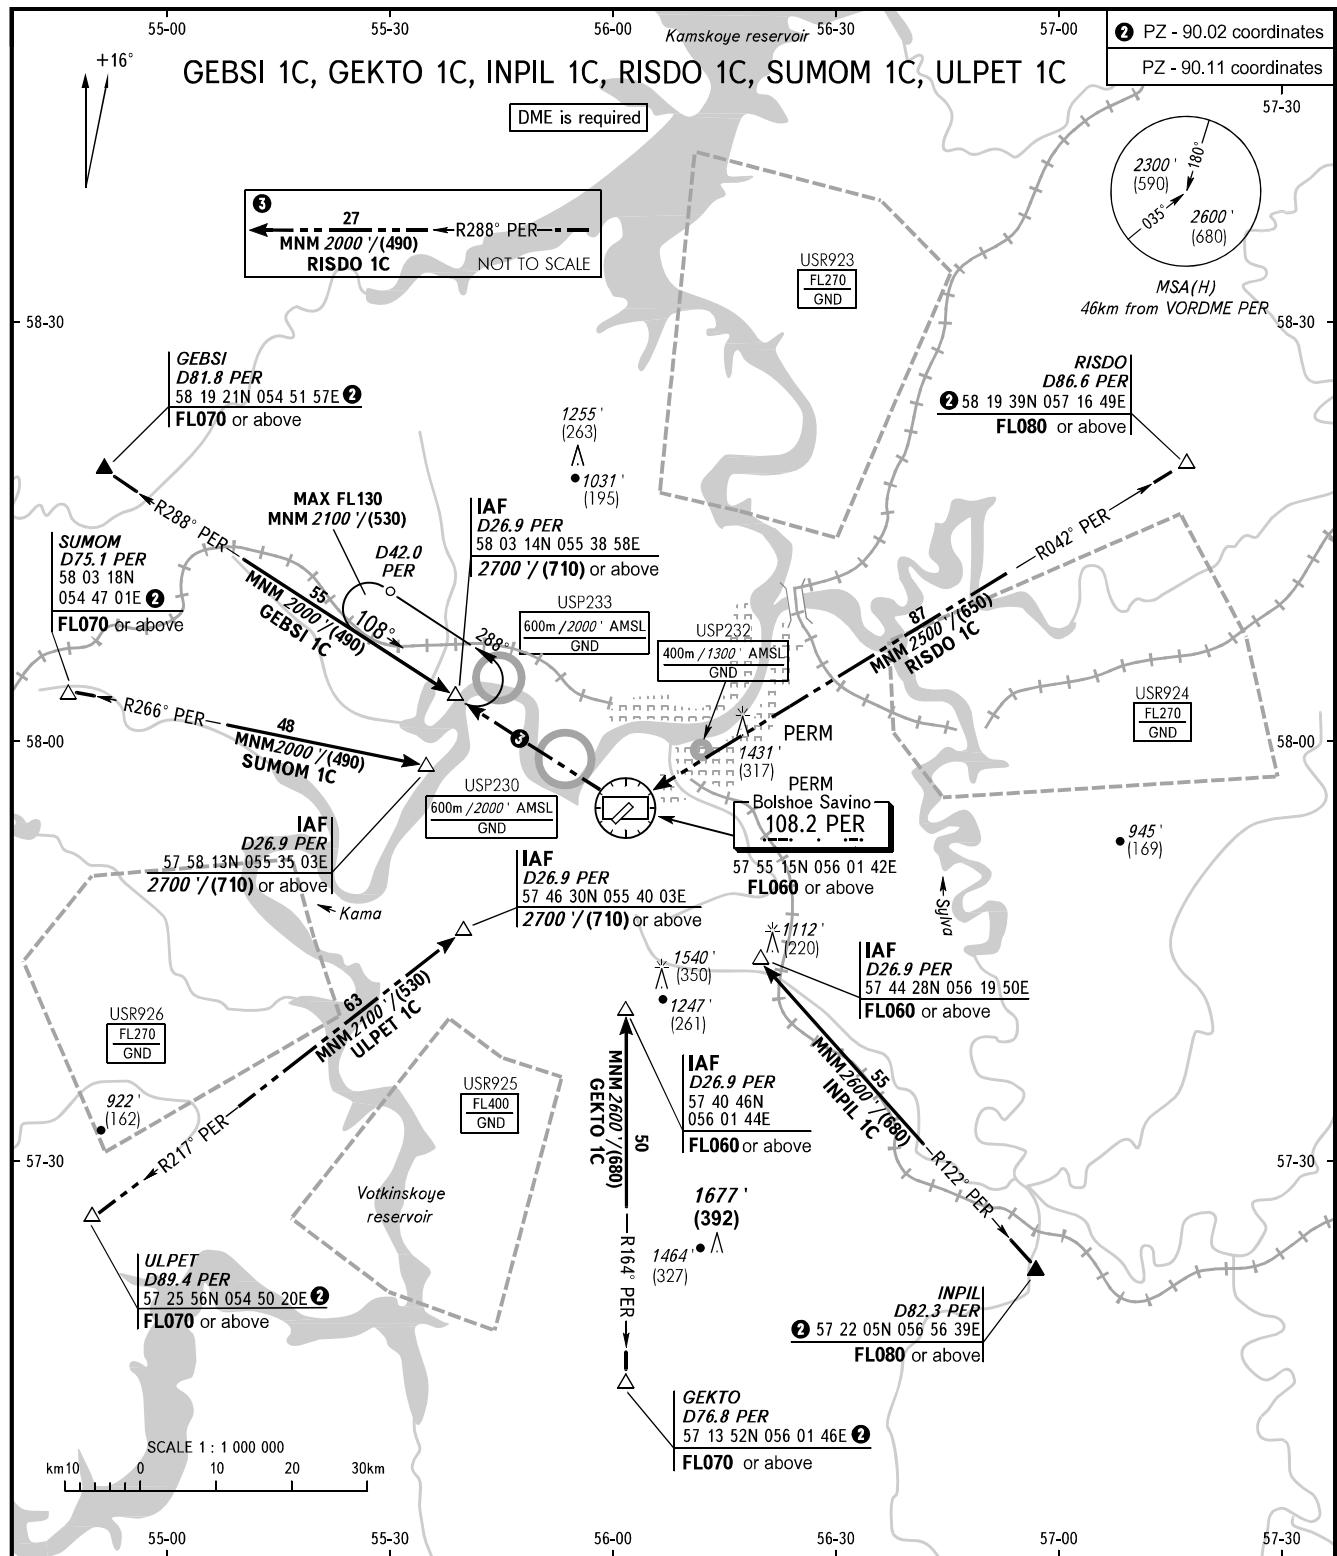 55-00
55-30
56-00
56-30
57-00
Kamskoye reservoir
❷ PZ - 90.02 coordinates
PZ - 90.11 coordinates
+16°
GEBSI 1C, GEKTO 1C, INPIL 1C, RISDO 1C, SUMOM 1C, ULPET 1C
57-30
DME is required
2300 '
(590)
180°
035°
2600 '
(680)
MSA(H)
46km from VORDME PER
❸
27
R288° PER
MNM 2000 '/(490)
RISDO 1C
NOT TO SCALE
USR923
FL270
GND
58-30
58-30
GEBSI
D81.8 PER
58 19 21N 054 51 57E ❷
FL070 or above
RISDO
D86.6 PER
❷ 58 19 39N 057 16 49E
FL080 or above
1255 '
(263)
1031 '
(195)
R288° PER
MAX FL130
MNM 2100 '/(530)
D42.0
PER
IAF
D26.9 PER
58 03 14N 055 38 58E
2700 '/(710) or above
R042° PER
SUMOM
D75.1 PER
58 03 18N
054 47 01E ❷
FL070 or above
55
MNM 2000 '/(490)
GEBSI 1C
108°
288°
USP233
600m /2000 ' AMSL
GND
USP232
400m /1300 ' AMSL
GND
87
MNM 2500 '/(650)
RISDO 1C
R266° PER
48
MNM 2000 '/(490)
SUMOM 1C
❸
USR924
FL270
GND
58-00
58-00
1431 '
(317)
PERM
USP230
600m /2000 ' AMSL
GND
PERM
Bolshoe Savino
108.2 PER
57 55 15N 056 01 42E
FL060 or above
945 '
(169)
IAF
D26.9 PER
57 58 13N 055 35 03E
2700 '/(710) or above
Kama
IAF
D26.9 PER
57 46 30N 055 40 03E
2700 '/(710) or above
Sylva
1112 '
(220)
1540 '
(350)
1247 '
(261)
IAF
D26.9 PER
57 44 28N 056 19 50E
FL060 or above
63
MNM 2100 '/(530)
ULPET 1C
USR926
FL270
GND
922 '
(162)
USR925
FL400
GND
IAF
D26.9 PER
57 40 46N
056 01 44E
FL060 or above
50
MNM 2600 '/(680)
GEKTO 1C
55
MNM 2600 '/(680)
INPIL 1C
R217° PER
57-30
57-30
R122° PER
Votkinskoye
reservoir
1677 '
(392)
1464 '
(327)
R164° PER
ULPET
D89.4 PER
57 25 56N 054 50 20E ❷
FL070 or above
INPIL
D82.3 PER
❷ 57 22 05N 056 56 39E
FL080 or above
GEKTO
D76.8 PER
57 13 52N 056 01 46E ❷
FL070 or above
SCALE 1 : 1 000 000
km10 0 10 20 30km
55-00
55-30
56-00
56-30
57-00
57-30